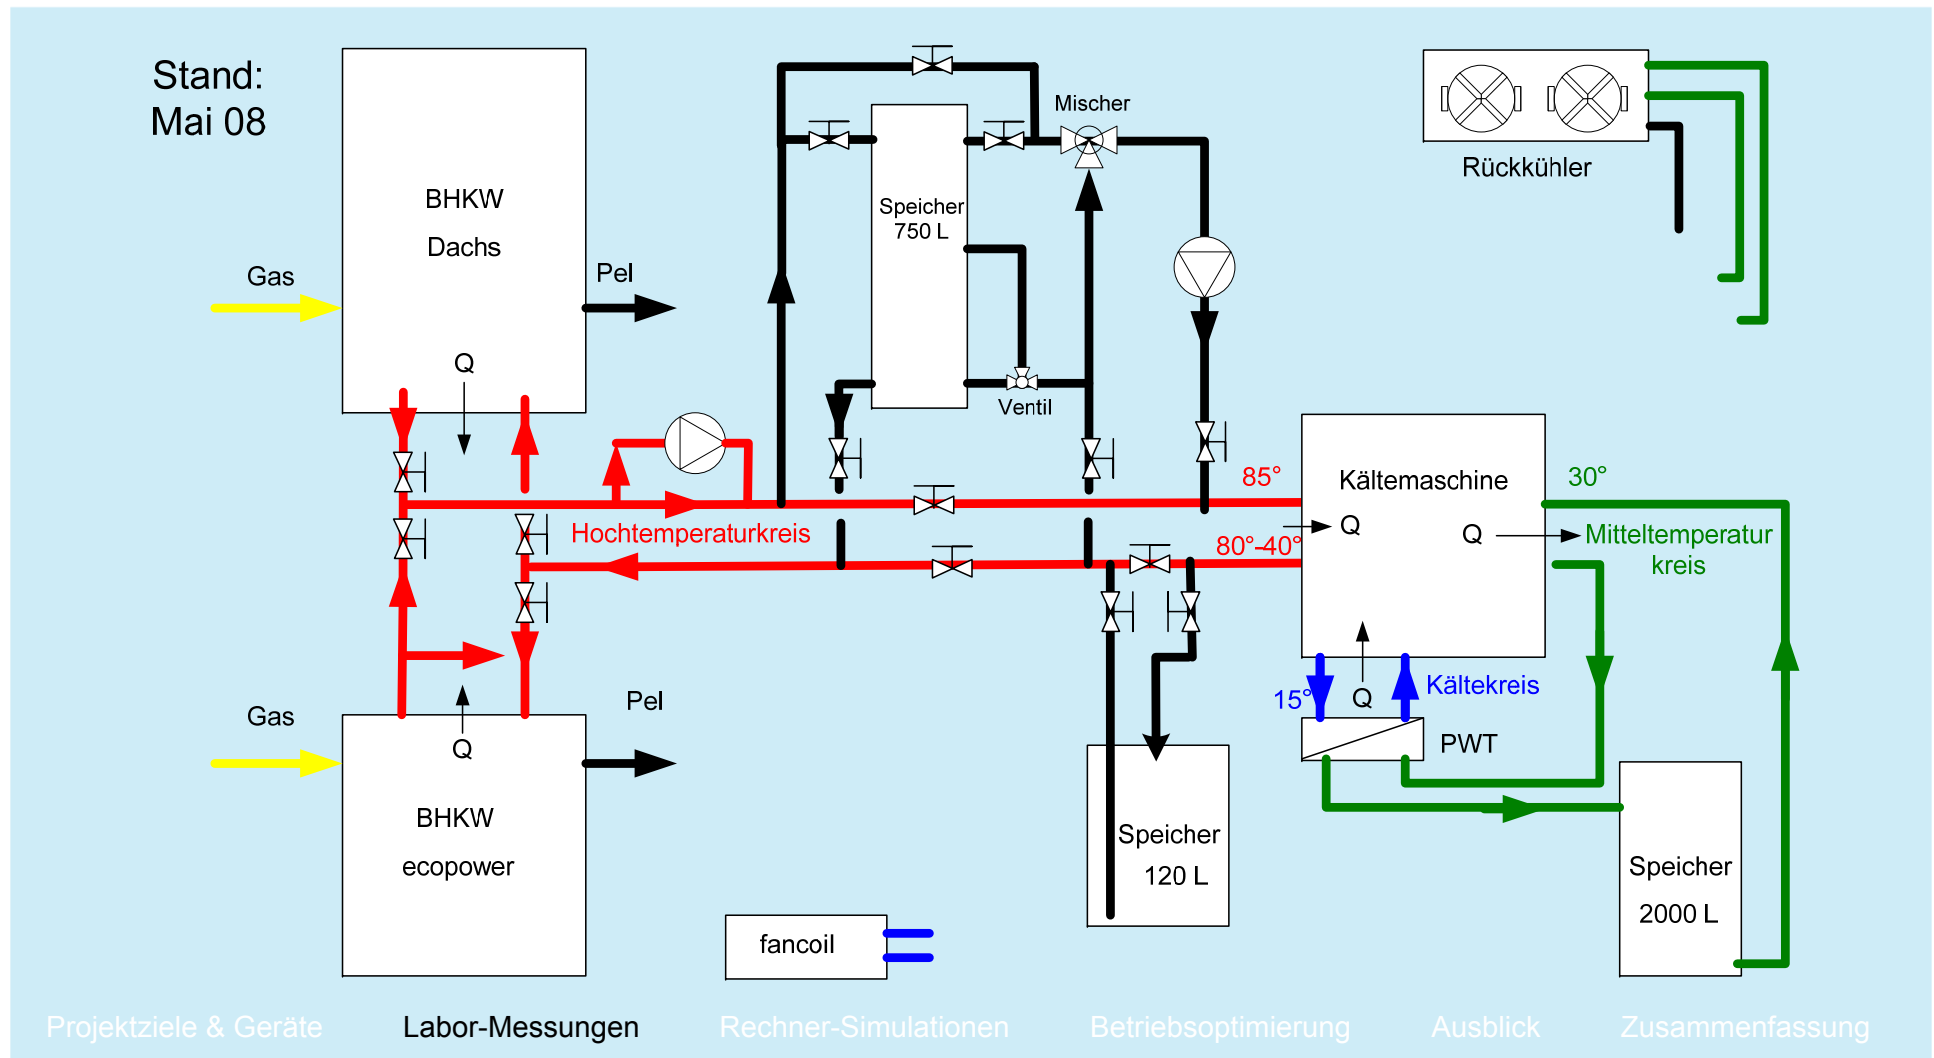 Stand:
Mai 08
Mischer
Rückkühler
BHKW
Dachs
Speicher
750 L
Gas
Pel
Q
Ventil
85°
Kältemaschine
30°
Hochtemperaturkreis
Q
Q
Mitteltemperatur
kreis
80°-40°
15°
Q
Kältekreis
Gas
Pel
Q
PWT
BHKW
ecopower
Speicher
120 L
Speicher
2000 L
fancoil
Projektziele & Geräte Labor-Messungen Rechner-Simulationen Betriebsoptimierung Ausblick Zusammenfassung